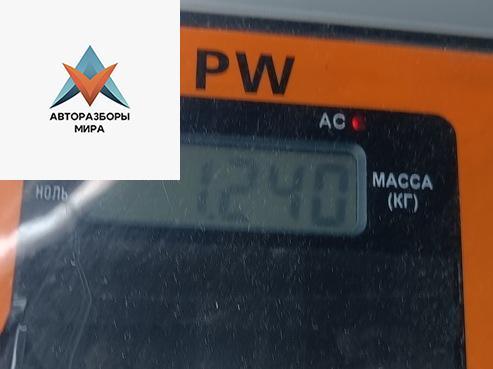 PW
АВТОРАЗБОРЫ
МИРА
AC
1.240
НОЛЬ
МАССА
(КГ)